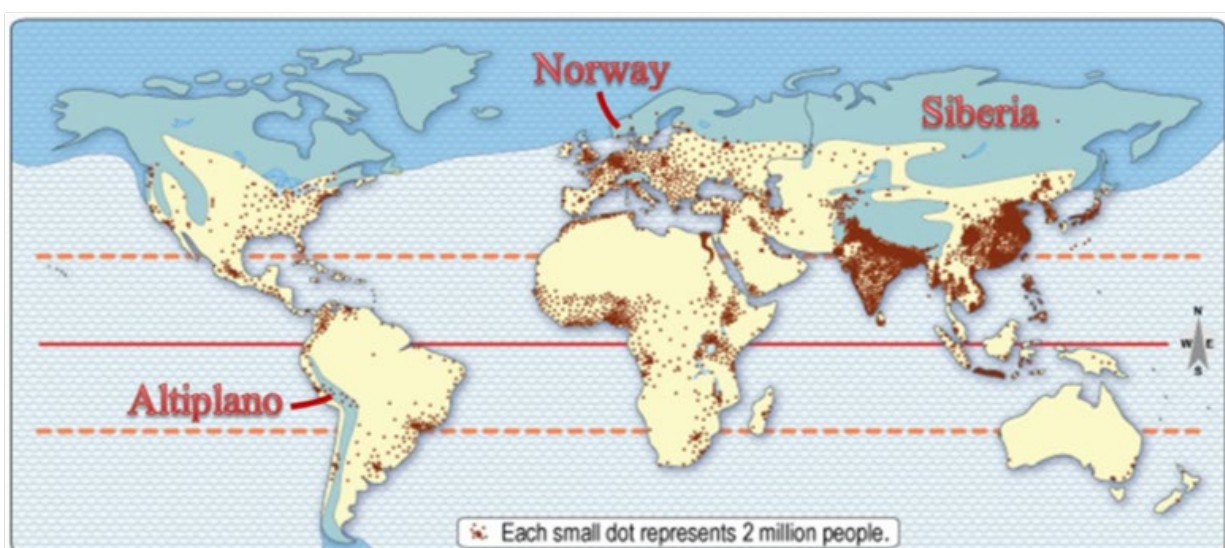 Norway
Siberia
N
W E
S
Altiplano
Each small dot represents 2 million people.